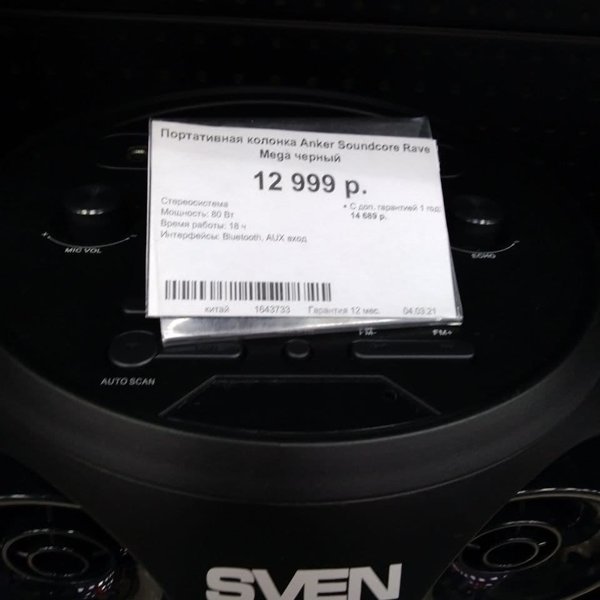 Портативная колонка Anker Soundcore Rave
Mega черный
12 999 р.
Стереосистема
Мощность: 80 Вт
Время работы: 18 ч
Интерфейсы: Bluetooth, AUX вход
• С доп. гарантией 1 год:
14 689 р.
китай 1643733 Гарантия 12 мес. 04.03.21
MIC VOL
ECHO
FM- FM+
AUTO SCAN
SVEN